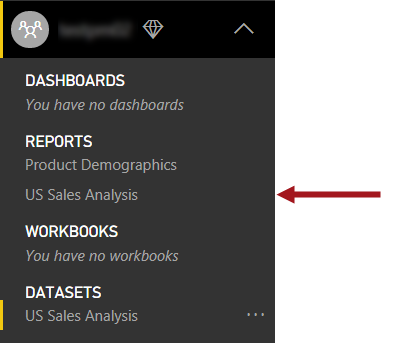 DASHBOARDS
You have no dashboards
REPORTS
Product Demographics
US Sales Analysis
WORKBOOKS
You have no workbooks
DATASETS
US Sales Analysis